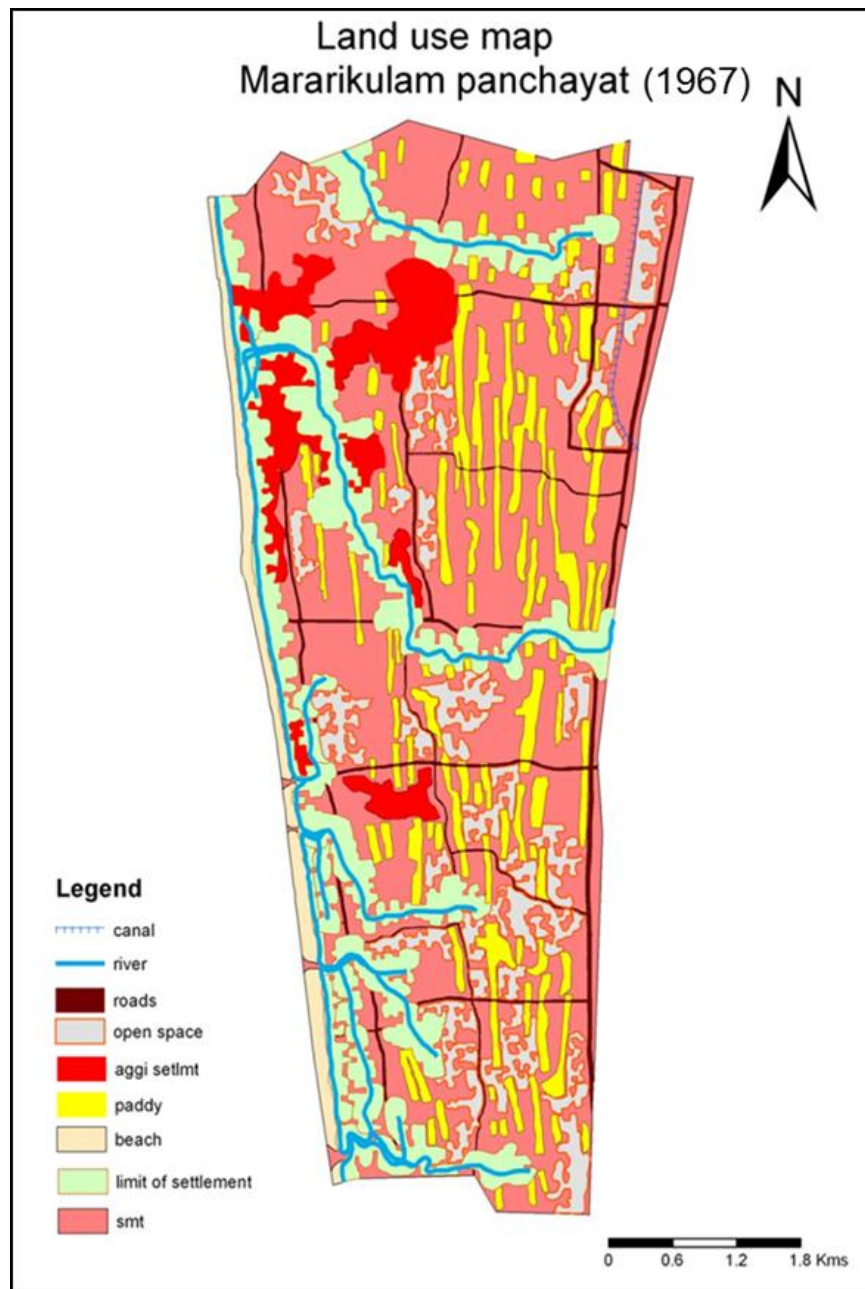 Land use map
Mararikulam panchayat (1967)
N
Legend
canal
river
roads
open space
aggi setlmt
paddy
beach
limit of settlement
smt
0 0.6 1.2 1.8 Kms